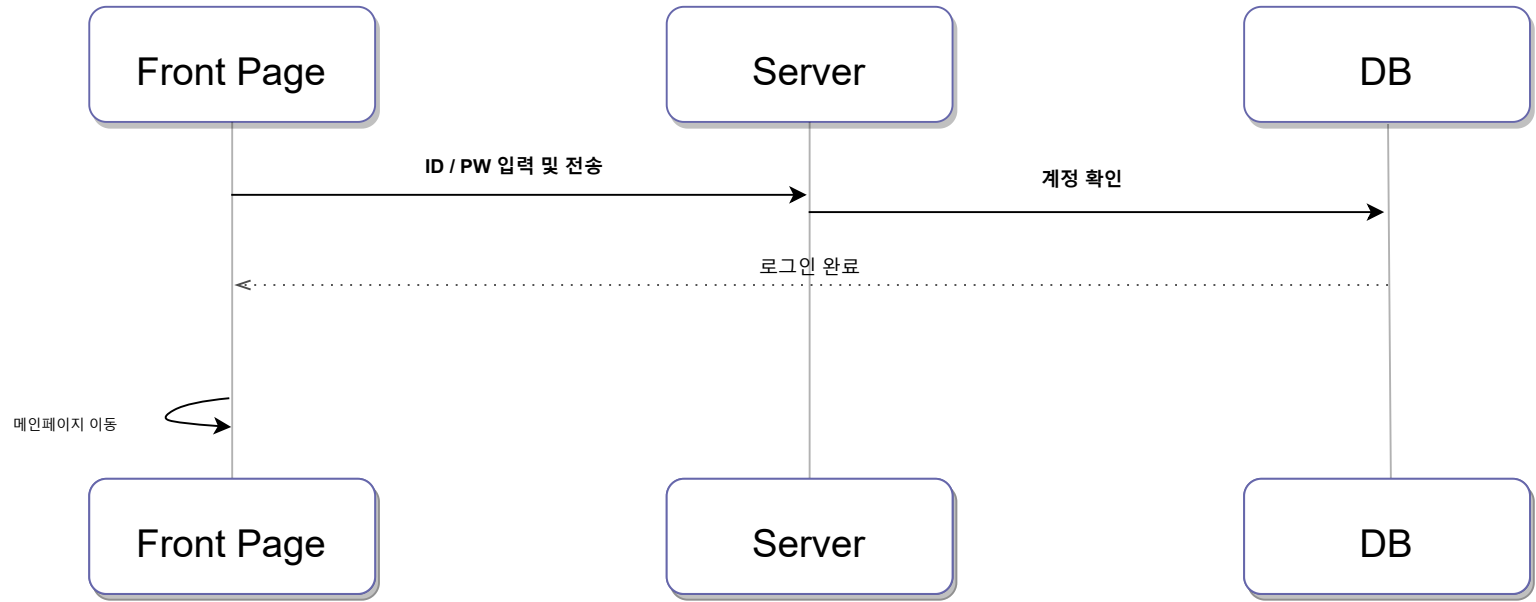 Front Page
Server
DB
ID / PW 입력 및 전송
계정 확인
로그인 완료
메인페이지 이동
Front Page
Server
DB